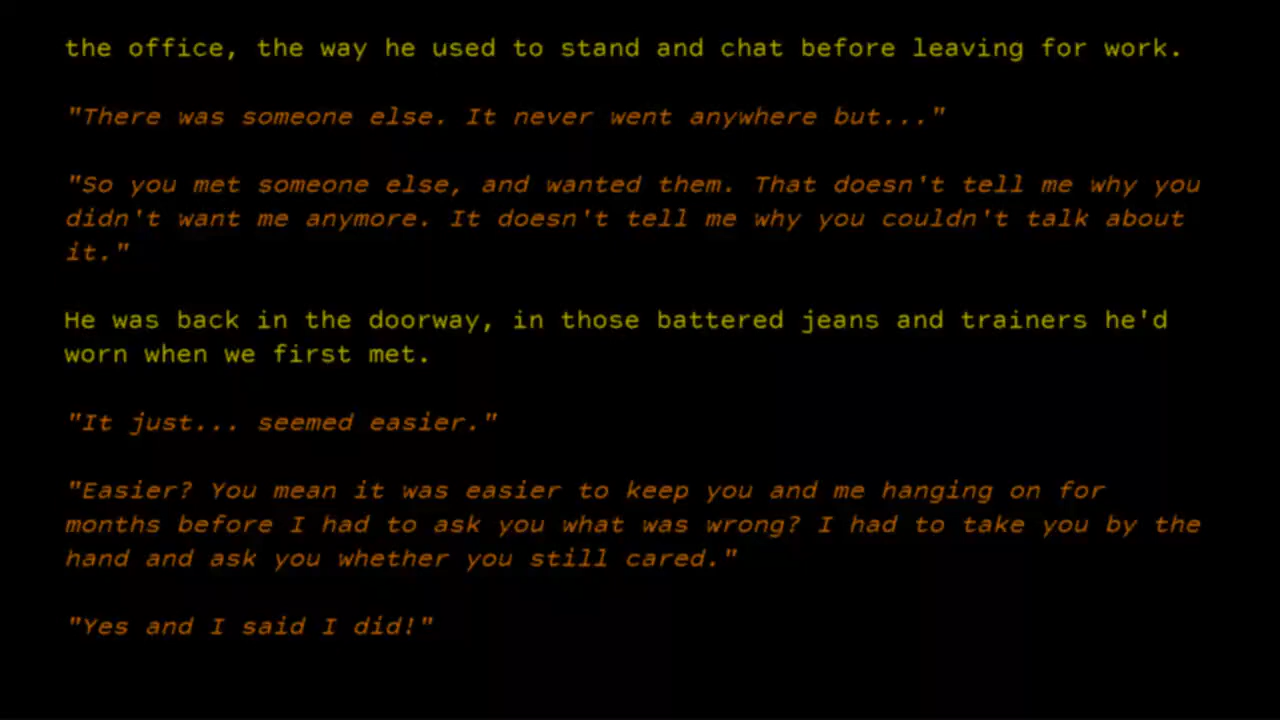 the office, the way he used to stand and chat before leaving for work.
"There was someone else. It never went anywhere but..."
"So you met someone else, and wanted them. That doesn't tell me why you
didn't want me anymore. It doesn't tell me why you couldn't talk about
it."
He was back in the doorway, in those battered jeans and trainers he'd
worn when we first met.
"It just... seemed easier."
"Easier? You mean it was easier to keep you and me hanging on for
months before I had to ask you what was wrong? I had to take you by the
hand and ask you whether you still cared."
"Yes and I said I did!"